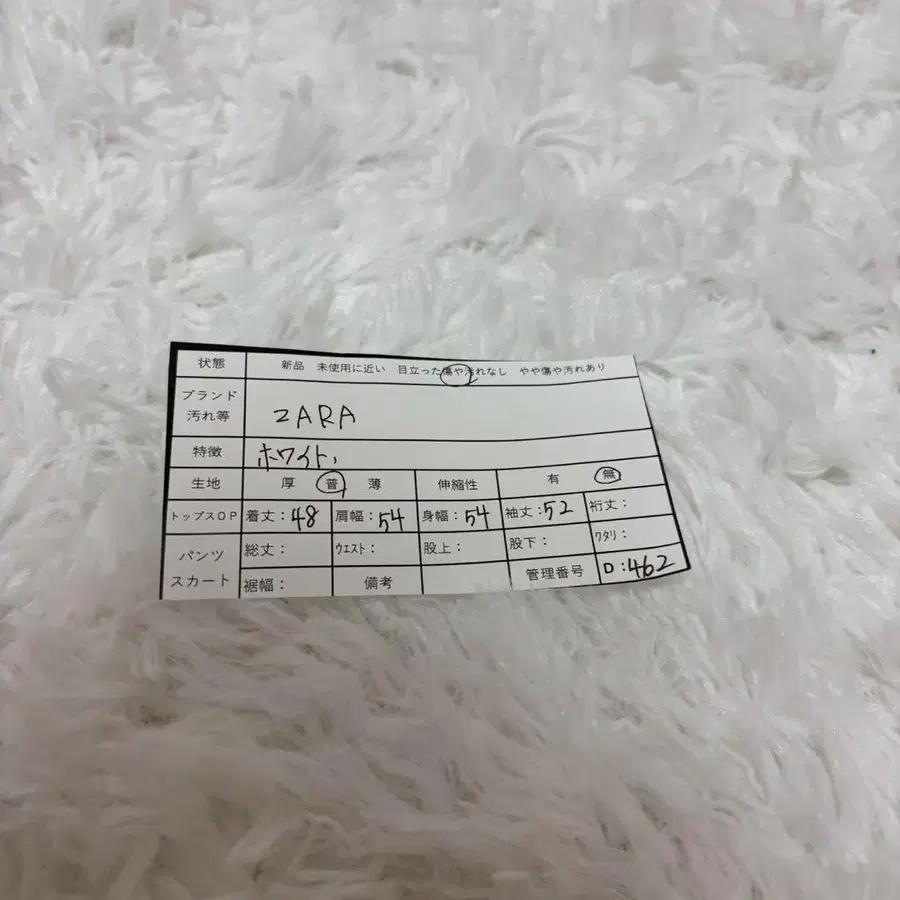 状態 新品 未使用に近い 目立った傷や汚れなし やや傷や汚れあり
ブランド
汚れ等 ZARA
特徴 ホワイト、
生地 厚 普 薄 伸縮性 有 無
トップスOP 着丈：48 肩幅：54 身幅：54 袖丈：52 裄丈：
パンツ
スカート
総丈： ウエスト： 股上： 股下： ワタリ：
裾幅： 備考 管理番号 D：462